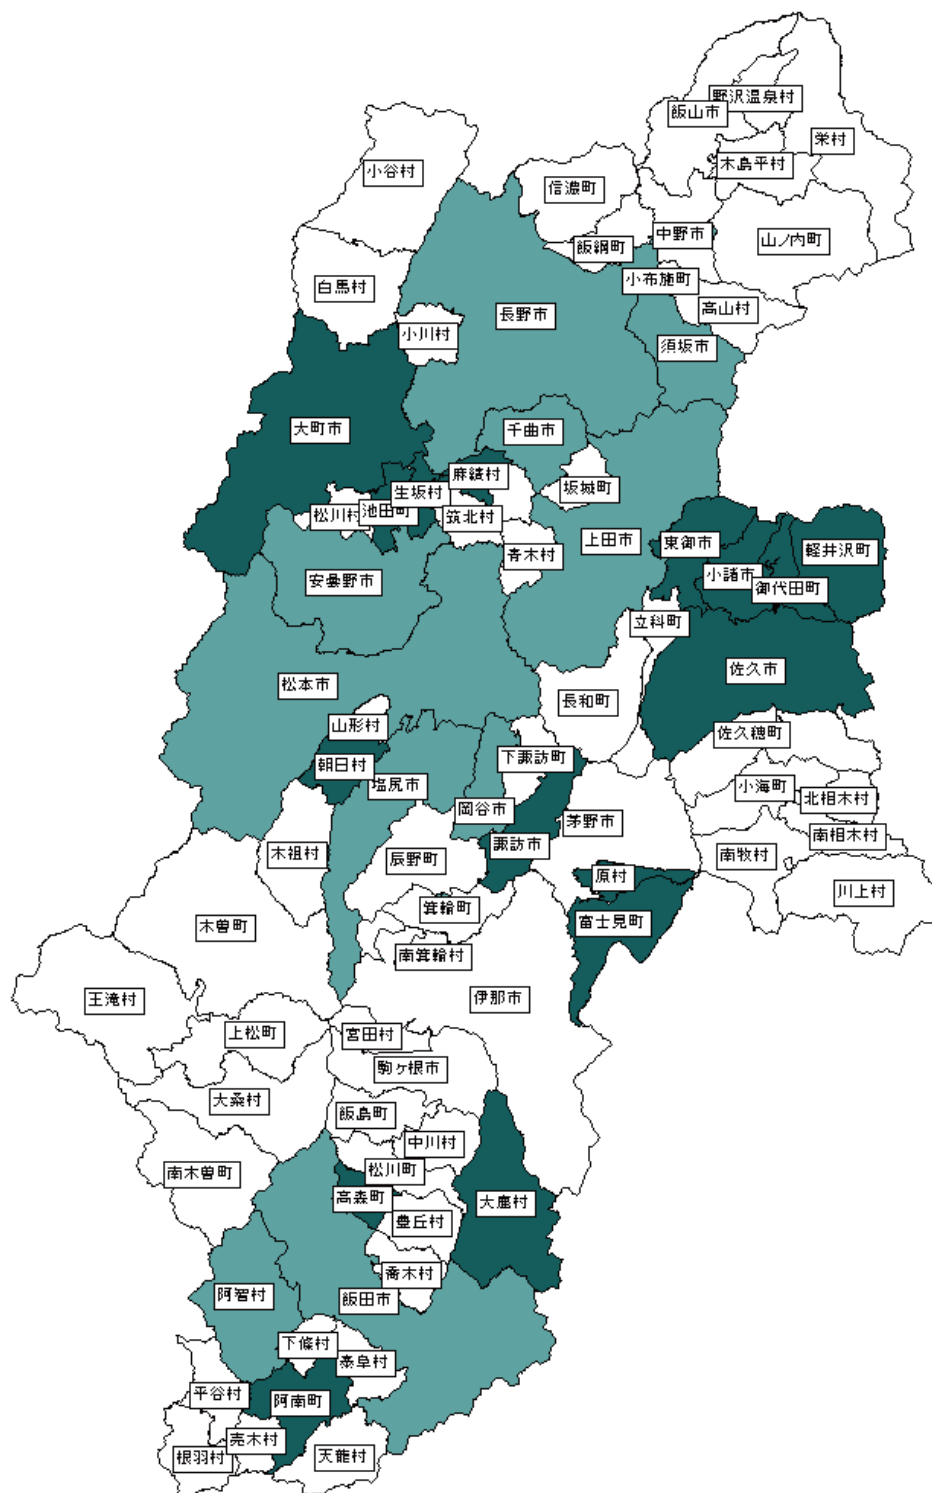 野沢温泉村
飯山市
栄村
木島平村
小谷村
信濃町
中野市
山ノ内町
飯綱町
小布施町
白馬村
高山村
長野市
小川村
須坂市
大町市
千曲市
麻績村
坂城町
生坂村
池田町
松川村
筑北村
青木村
上田市
東御市
軽井沢町
小諸市
御代田町
安曇野市
立科町
佐久市
松本市
長和町
山形村
佐久穂町
下諏訪町
朝日村
塩尻市
小海町
北相木村
岡谷市
茅野市
南相木村
諏訪市
木祖村
辰野町
南牧村
原村
川上村
箕輪町
富士見町
木曽町
南箕輪村
王滝村
伊那市
上松町
宮田村
駒ヶ根市
大桑村
飯島町
中川村
松川町
南木曽町
高森町
大鹿村
豊丘村
喬木村
阿智村
飯田市
下條村
泰阜村
平谷村
阿南町
売木村
根羽村
天龍村